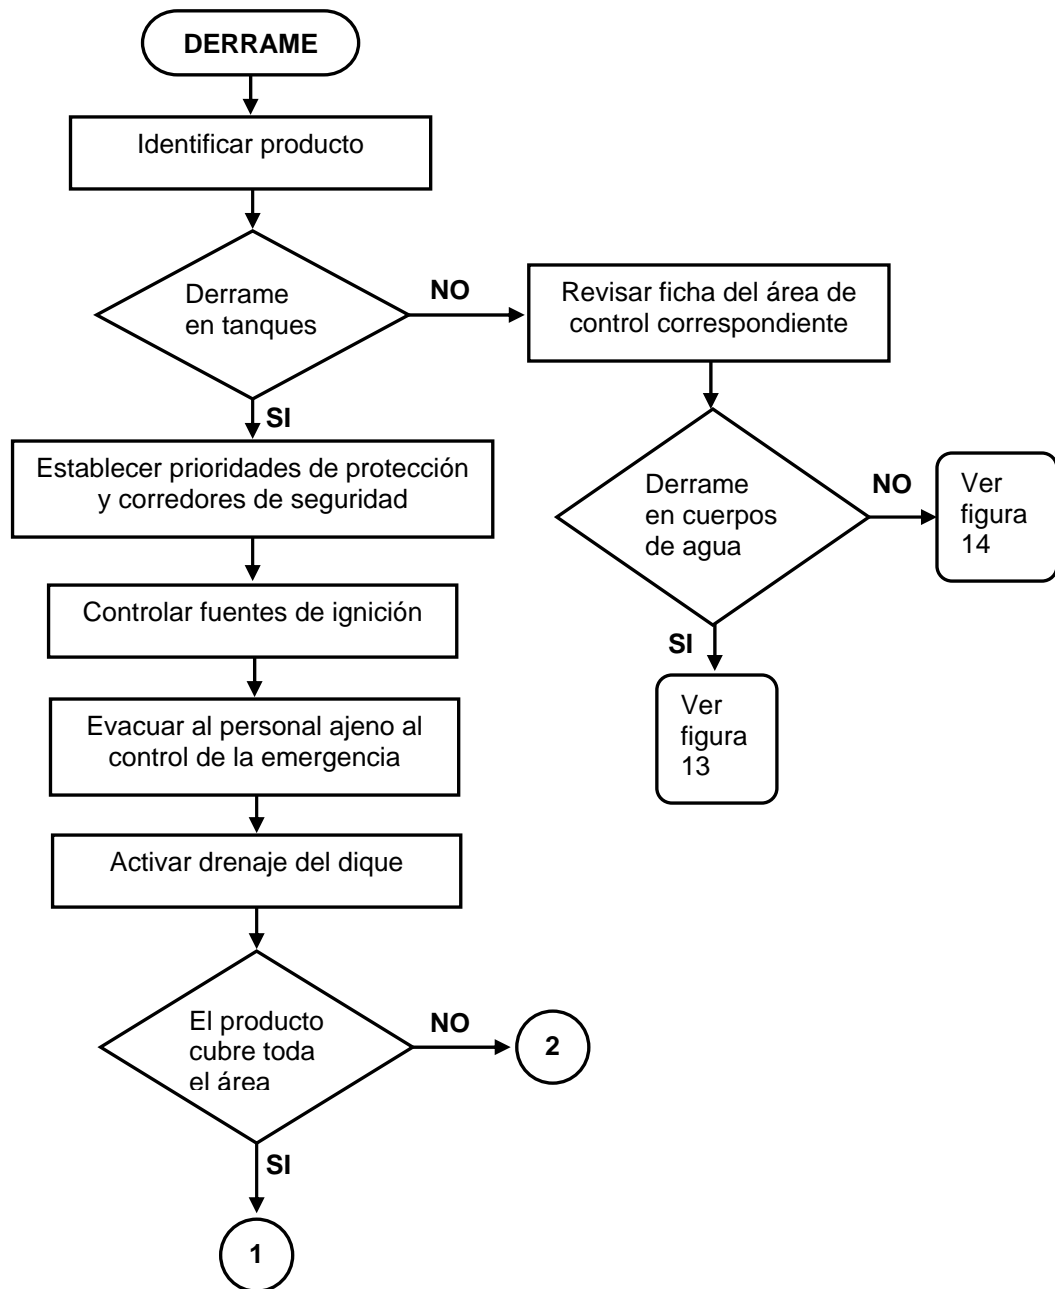 DERRAME
Identificar producto
Derrame
en tanques
NO
Revisar ficha del área de
control correspondiente
SI
Establecer prioridades de protección
y corredores de seguridad
Derrame
en cuerpos
de agua
NO
Ver
figura
14
Controlar fuentes de ignición
SI
Ver
figura
13
Evacuar al personal ajeno al
control de la emergencia
Activar drenaje del dique
El producto
cubre toda
el área
NO
2
SI
1